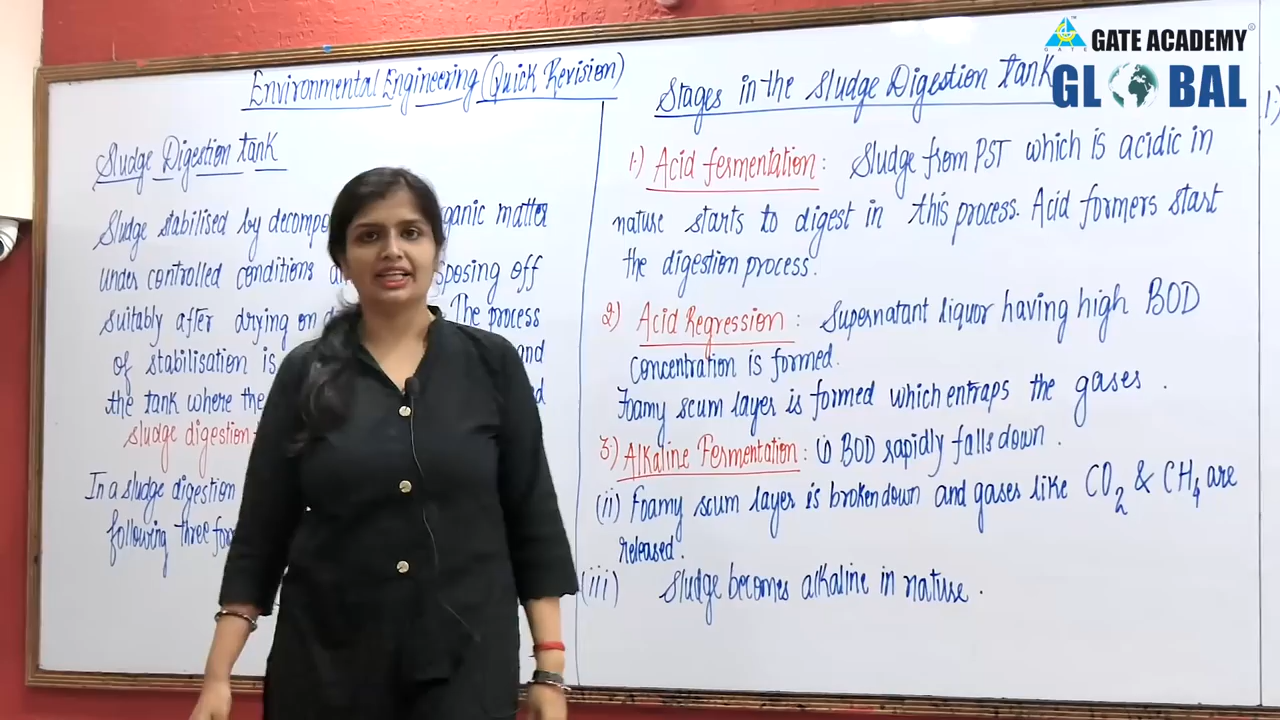 GATE ACADEMY
GATE
GLOBAL
Environmental Engineering (Quick Revision)
Sludge Digestion Tank
Sludge stabilised by matter
under controlled conditions off
suitably after drying on The process
of stabilisation is and
the tank where the
sludge digestion
In a sludge digestion
following three
Stages in the Sludge Digestion Tank
1.) Acid fermentation: Sludge from PST which is acidic in
nature starts to digest in this process. Acid formers start
the digestion process.
2) Acid Regression: Supernatant liquor having high BOD
concentration is formed.
Foamy scum layer is formed which entraps the gases.
3.) Alkaline Fermentation: (i) BOD rapidly falls down.
(ii) Foamy scum layer is broken down and gases like CO2 & CH4 are
released.
(iii) Sludge becomes alkaline in nature.
1)